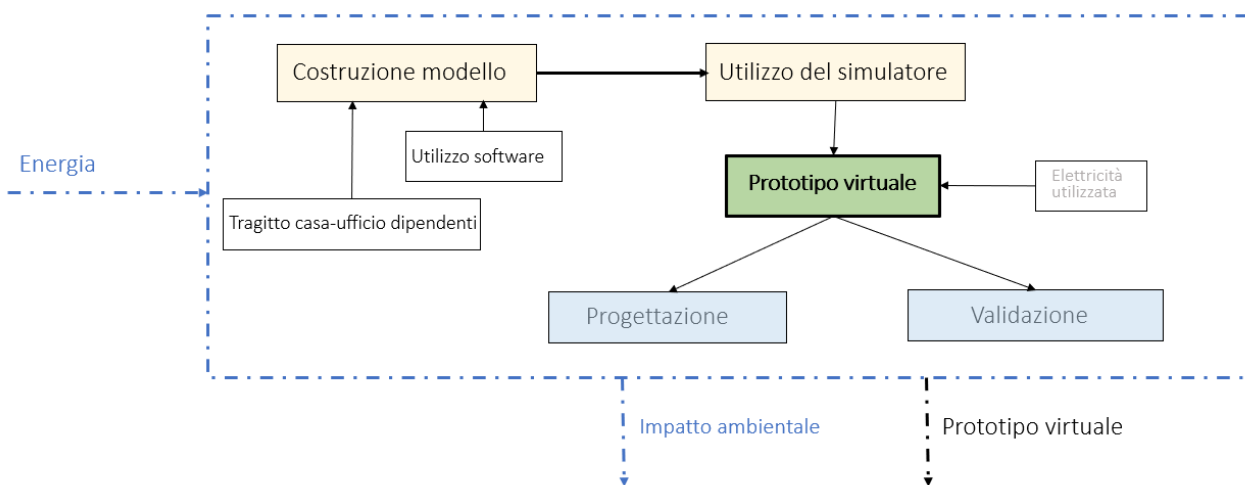 Costruzione modello
Utilizzo del simulatore
Utilizzo software
Energia
Prototipo virtuale
Elettricità
utilizzata
Tragitto casa-ufficio dipendenti
Progettazione
Validazione
Impatto ambientale
Prototipo virtuale